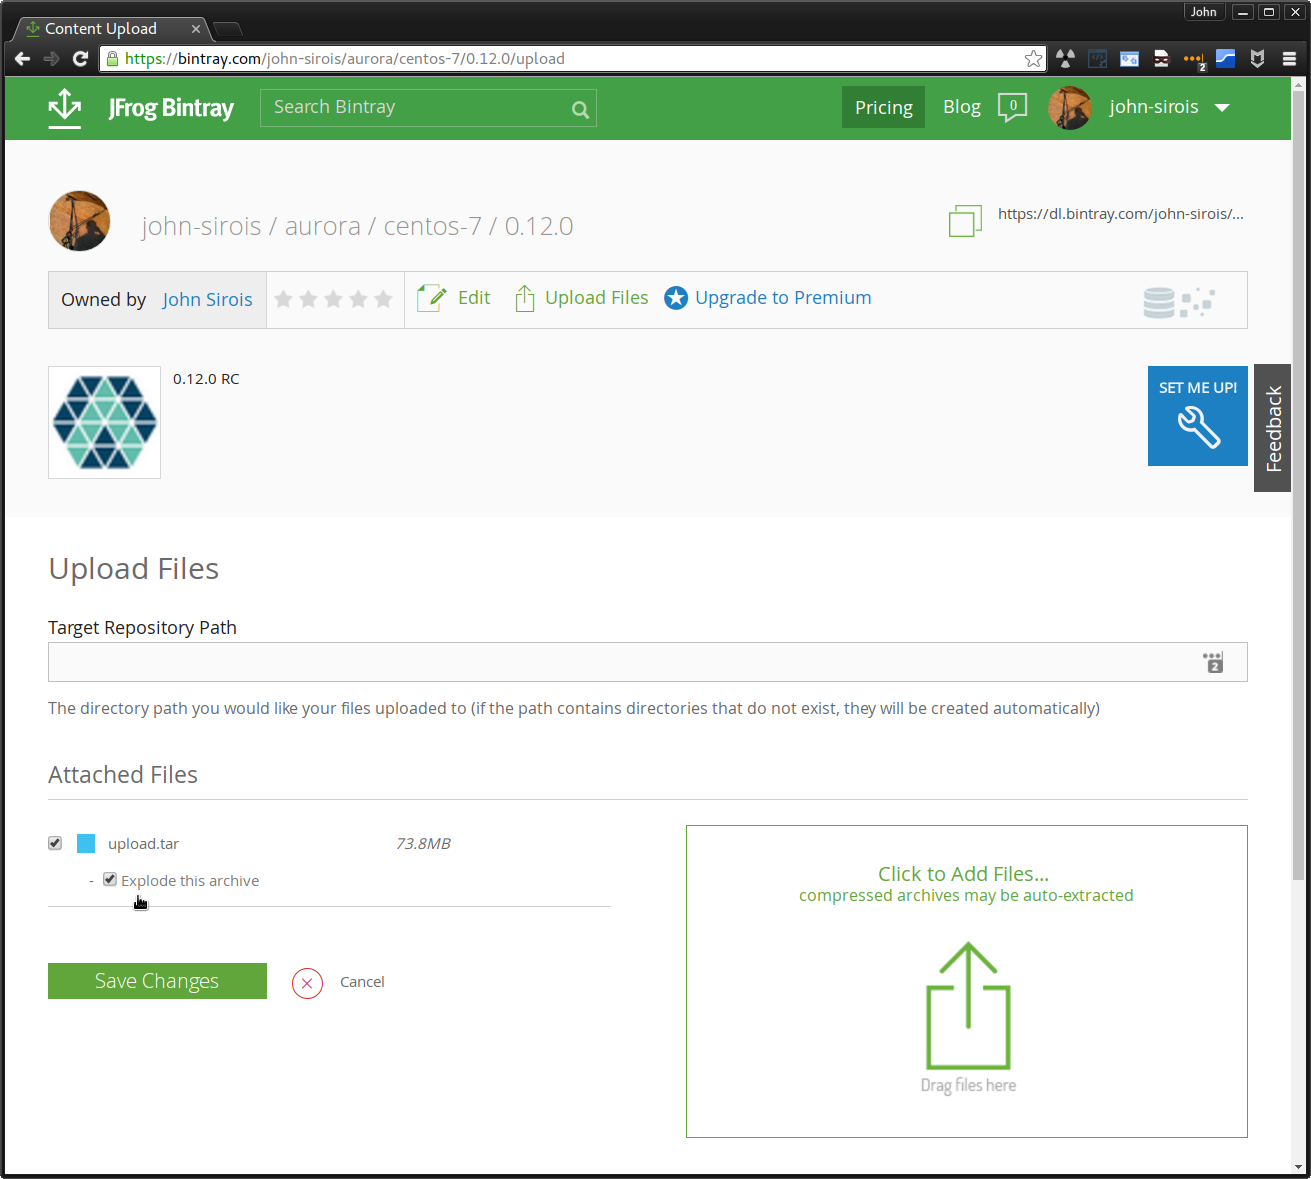 John
Content Upload
https://bintray.com/john-sirois/aurora/centos-7/0.12.0/upload
2
JFrog Bintray
Search Bintray
Pricing
Blog
0
john-sirois
john-sirois / aurora / centos-7 / 0.12.0
https://dl.bintray.com/john-sirois/...
Owned by John Sirois
Edit
Upload Files
Upgrade to Premium
0.12.0 RC
SET ME UP!
Feedback
Upload Files
Target Repository Path
2
The directory path you would like your files uploaded to (if the path contains directories that do not exist, they will be created automatically)
Attached Files
upload.tar 73.8MB
- Explode this archive
Click to Add Files...
compressed archives may be auto-extracted
Drag files here
Save Changes
Cancel